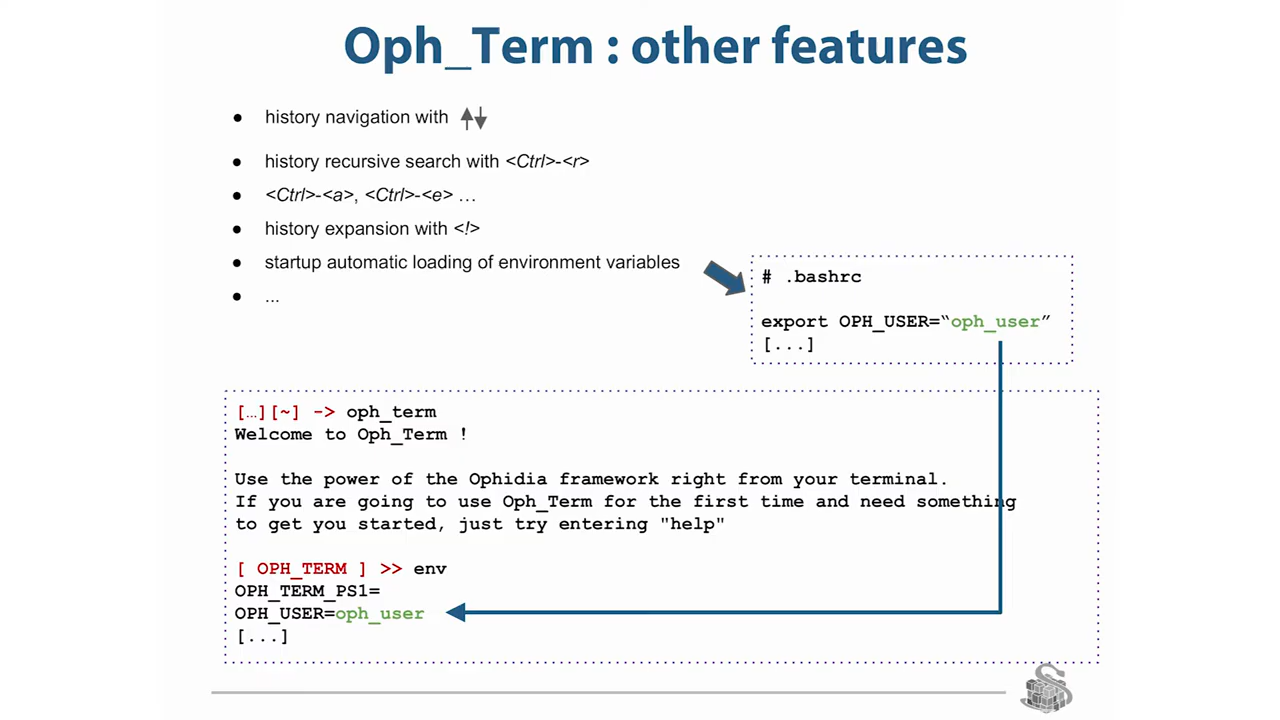 Oph_Term : other features
● history navigation with
● history recursive search with <Ctrl>-<r>
● <Ctrl>-<a>, <Ctrl>-<e> …
● history expansion with <!>
● startup automatic loading of environment variables
● ...
# .bashrc
export OPH_USER=“oph_user”
[...]
[…][~] -> oph_term
Welcome to Oph_Term !
Use the power of the Ophidia framework right from your terminal.
If you are going to use Oph_Term for the first time and need something
to get you started, just try entering "help"
[ OPH_TERM ] >> env
OPH_TERM_PS1=
OPH_USER=oph_user
[...]